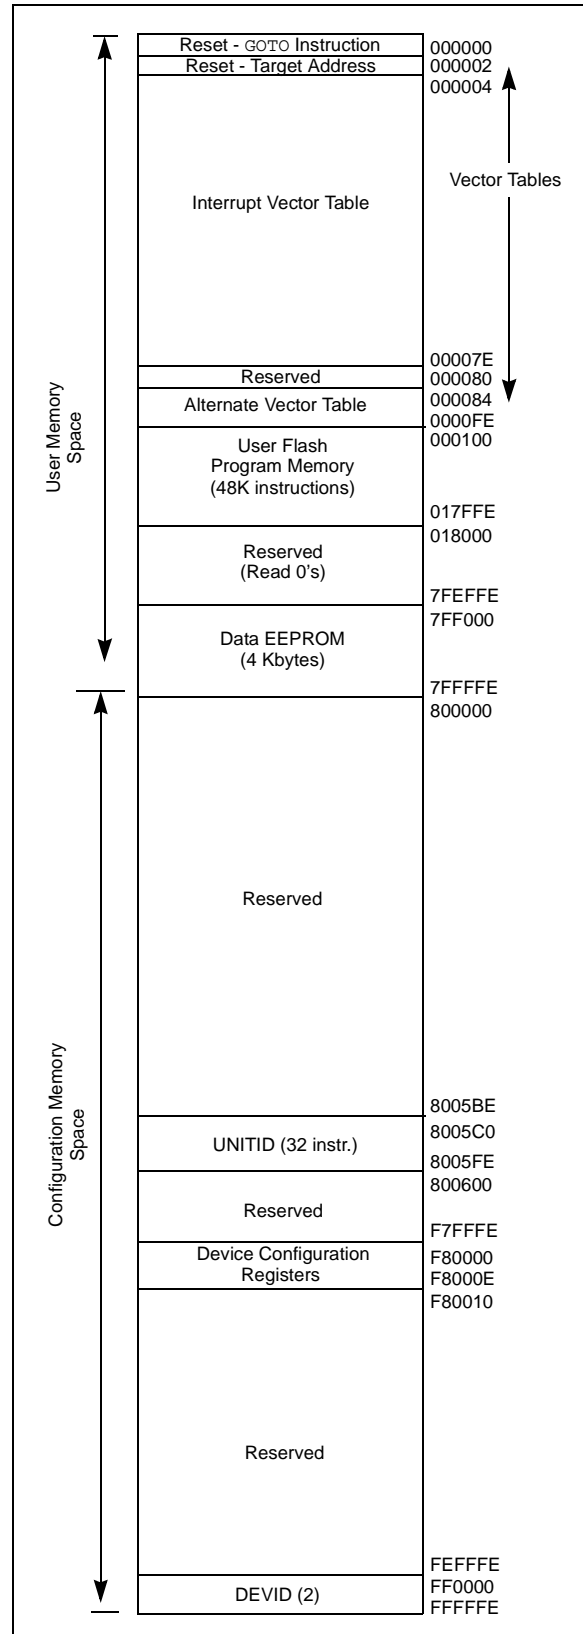 Reset - GOTO Instruction
000000
Reset - Target Address
000002
000004
Vector Tables
Interrupt Vector Table
00007E
Reserved
000080
Alternate Vector Table
000084
0000FE
User Flash
Program Memory
(48K instructions)
000100
017FFE
018000
Reserved
(Read 0's)
7FEFFE
7FF000
Data EEPROM
(4 Kbytes)
7FFFFE
User Memory
Space
800000
Reserved
8005BE
8005C0
UNITID (32 instr.)
8005FE
800600
Reserved
F7FFFE
Device Configuration
Registers
F80000
F8000E
F80010
Reserved
FEFFFE
FF0000
DEVID (2)
FFFFFE
Configuration Memory
Space